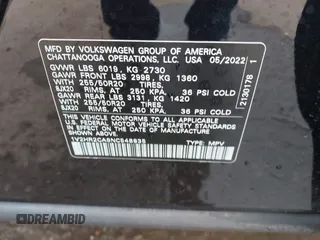 MFD. BY VOLKSWAGEN GROUP OF AMERICA
CHATTANOOGA OPERATIONS, LLC. USA 05/2022
GVWR LBS 6019, KG 2730
GAWR FRONT LBS 2998, KG 1360
WITH 255/50R20 TIRES,
8JX20 RIMS, AT 250 KPA, 36 PSI COLD
GAWR REAR LBS 3131, KG 1420
WITH 255/50R20 TIRES,
8JX20 RIMS, AT 250 KPA, 36 PSI COLD
THIS VEHICLE CONFORMS TO ALL APPLICABLE
FEDERAL MOTOR VEHICLE SAFETY STANDARDS
IN EFFECT ON THE DATE OF MANUFACTURE
SHOWN ABOVE.
TYPE: MPV
2130178
1
DREAMBID